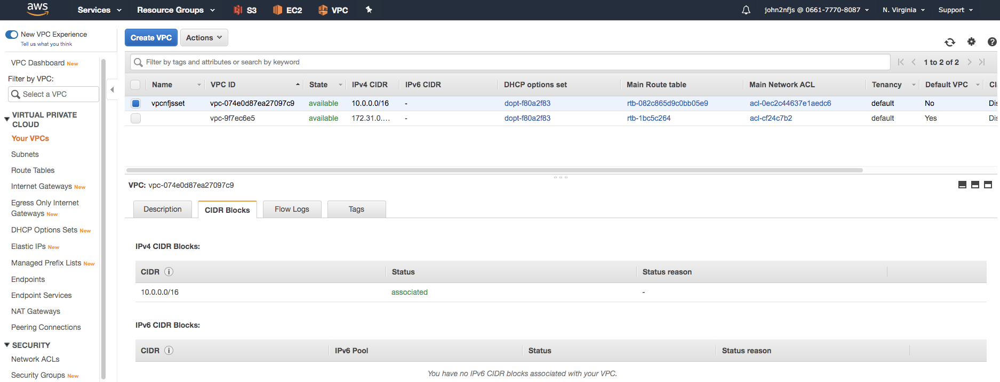 aws Services Resource Groups S3 EC2 VPC john2nfjs @ 0661-7770-8087 N. Virginia Support
New VPC Experience
Tell us what you think
VPC Dashboard New
Filter by VPC:
Select a VPC
VIRTUAL PRIVATE
CLOUD
Your VPCs
Subnets
Route Tables
Internet Gateways New
Egress Only Internet
Gateways New
DHCP Options Sets New
Elastic IPs New
Managed Prefix Lists New
Endpoints
Endpoint Services
NAT Gateways
Peering Connections
SECURITY
Network ACLs
Security Groups New
Create VPC Actions
Filter by tags and attributes or search by keyword 1 to 2 of 2
Name VPC ID State IPv4 CIDR IPv6 CIDR DHCP options set Main Route table Main Network ACL Tenancy Default VPC Cl
vpcnfjsset vpc-074e0d87ea27097c9 available 10.0.0.0/16 - dopt-f80a2f83 rtb-082c865d9c0bb05e9 acl-0ec2c44637e1aedc6 default No Dis
vpc-9f7ec6e5 available 172.31.0.... - dopt-f80a2f83 rtb-1bc5c264 acl-cf24c7b2 default Yes Dis
VPC: vpc-074e0d87ea27097c9
Description CIDR Blocks Flow Logs Tags
IPv4 CIDR Blocks:
CIDR Status Status reason
10.0.0.0/16 associated -
IPv6 CIDR Blocks:
CIDR IPv6 Pool Status Status reason
You have no IPv6 CIDR blocks associated with your VPC.